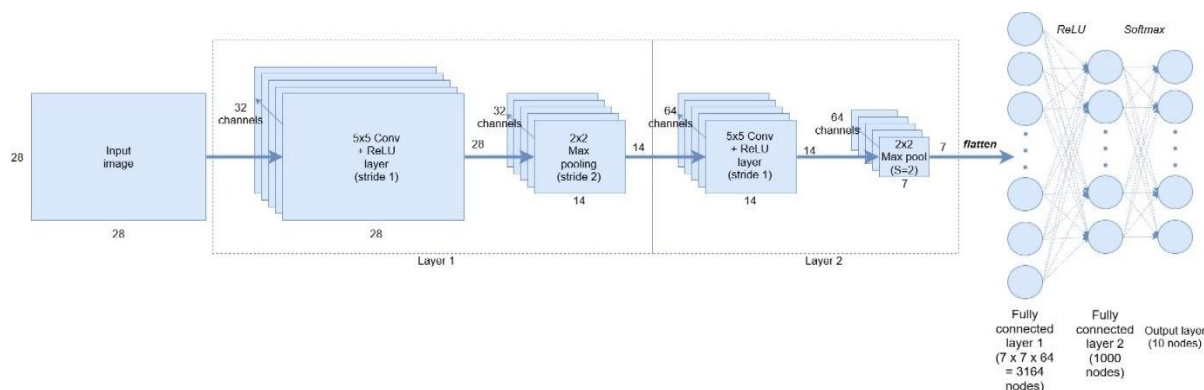 28
Input
image
28
32
channels
5x5 Conv
+ ReLU
layer
(stride 1)
28
28
32
channels
2x2
Max
pooling
(stride 2)
14
14
Layer 1
64
channels
5x5 Conv
+ ReLU
layer
(stride 1)
14
14
64
channels
2x2
Max pool
(S=2)
7
7
Layer 2
flatten
ReLU
Softmax
Fully
connected
layer 1
(7 x 7 x 64
= 3164
nodes)
Fully
connected
layer 2
(1000
nodes)
Output layer
(10 nodes)